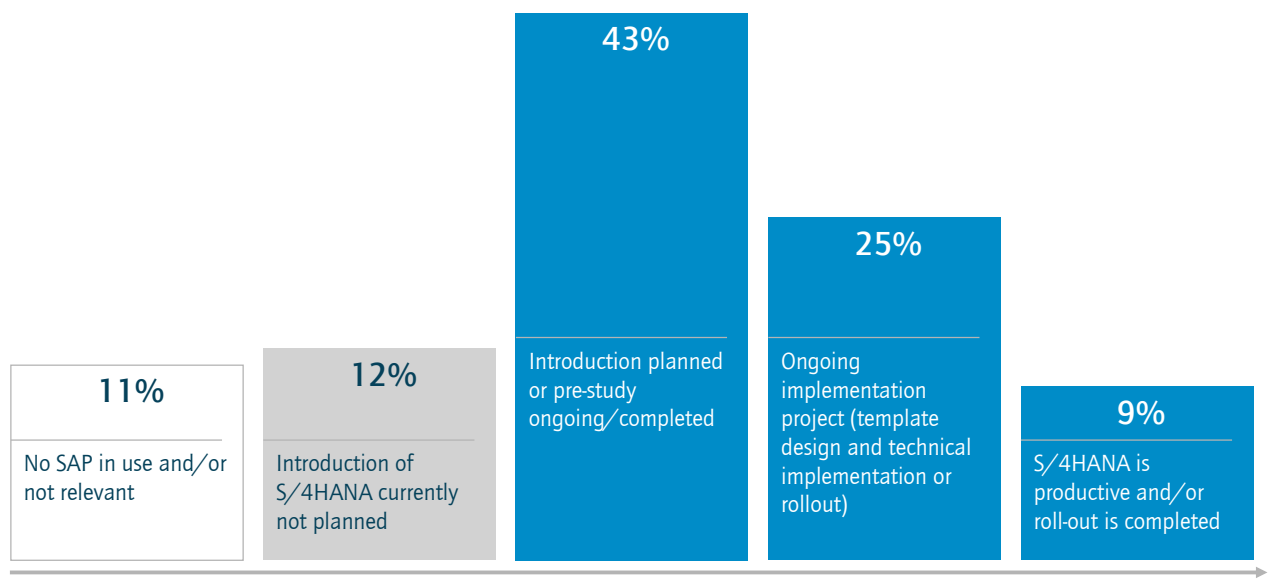 11%
No SAP in use and/or
not relevant
12%
Introduction of
S/4HANA currently
not planned
43%
Introduction planned
or pre-study
ongoing/completed
25%
Ongoing
implementation
project (template
design and technical
implementation or
rollout)
9%
S/4HANA is
productive and/or
roll-out is completed